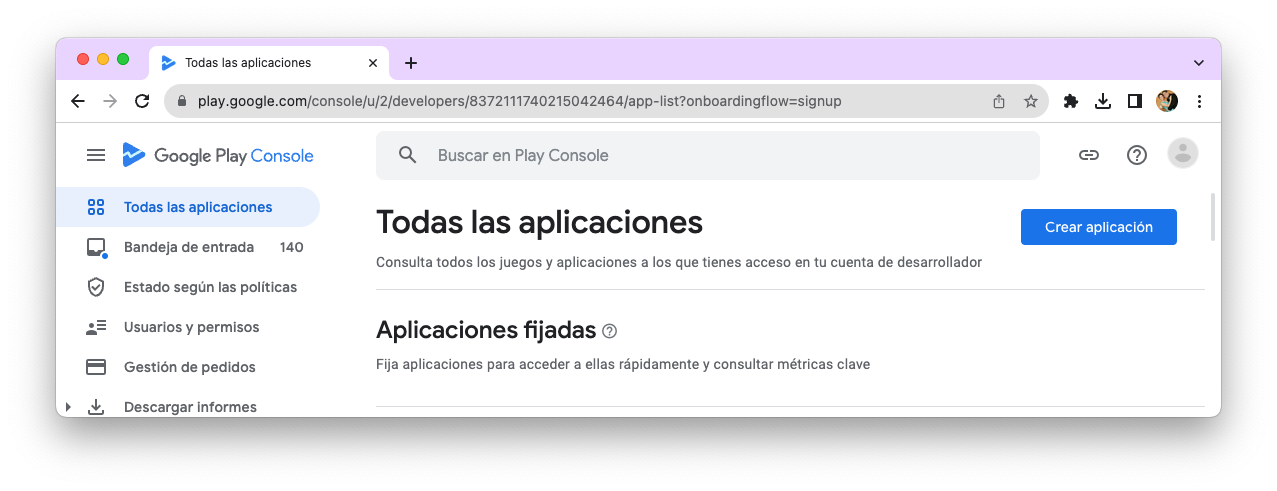 Todas las aplicaciones
play.google.com/console/u/2/developers/8372111740215042464/app-list?onboardingflow=signup
Google Play Console
Buscar en Play Console
Todas las aplicaciones
Bandeja de entrada 140
Estado según las políticas
Usuarios y permisos
Gestión de pedidos
Descargar informes
Todas las aplicaciones
Crear aplicación
Consulta todos los juegos y aplicaciones a los que tienes acceso en tu cuenta de desarrollador
Aplicaciones fijadas
Fija aplicaciones para acceder a ellas rápidamente y consultar métricas clave